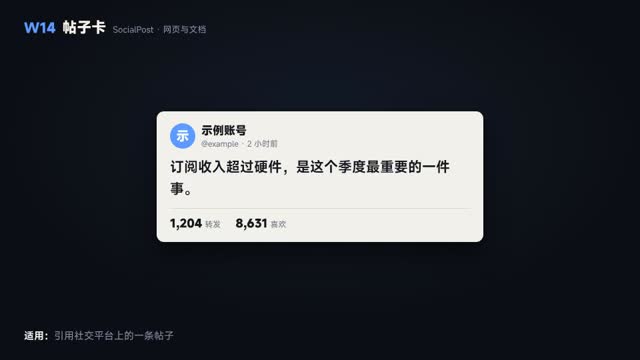 W14 帖子卡 SocialPost · 网页与文档
示
示例账号
@example · 2 小时前
订阅收入超过硬件，是这个季度最重要的一件
事。
1,204 转发 8,631 喜欢
适用：引用社交平台上的一条帖子